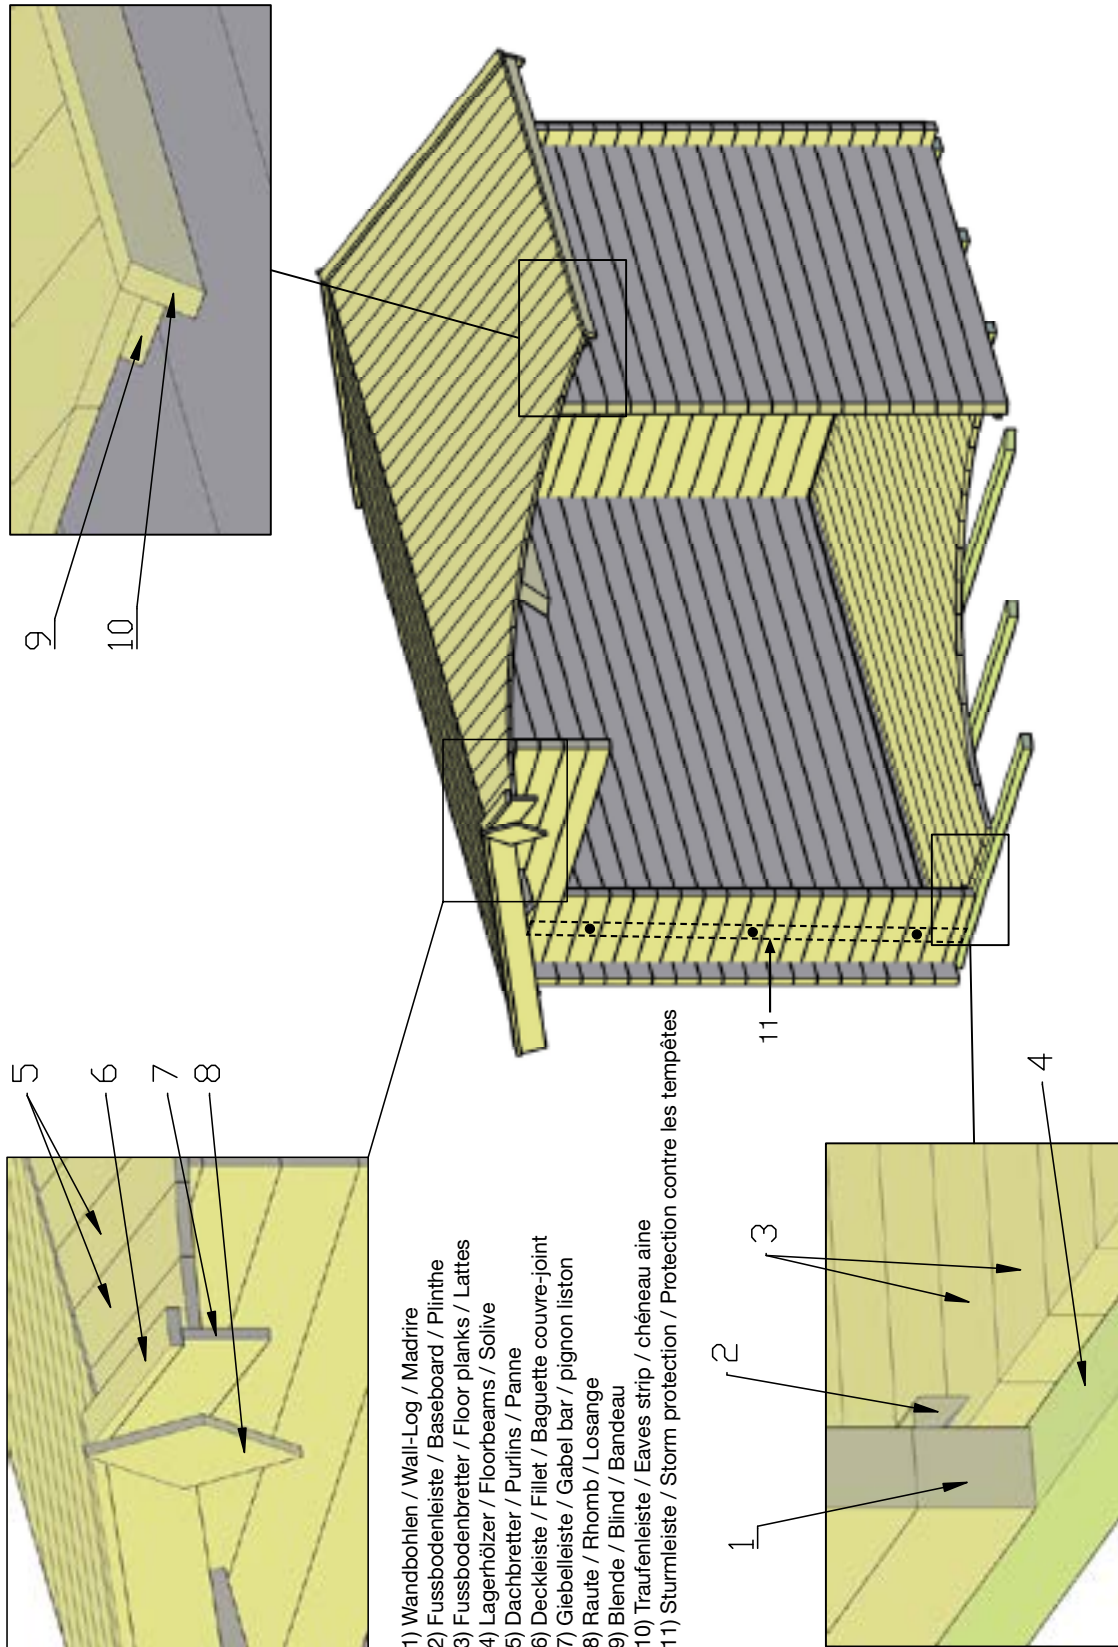 9
10
5
6
7
8
1) Wandbohlen / Wall-Log / Madrire
2) Fussbodenleiste / Baseboard / Plinthe
3) Fussbodenbretter / Floor planks / Lattes
4) Lagerhölzer / Floorbeams / Solive
5) Dachbretter / Purlins / Panne
6) Deckleiste / Fillet / Baguette couvre-joint
7) Giebelleiste / Gabel bar / pignon liston
8) Raute / Rhomb / Losange
9) Blende / Blind / Bandeau
10) Traufenleiste / Eaves strip / chéneau aine
11) Sturmleiste / Storm protection / Protection contre les tempêtes
11
1
2
3
4